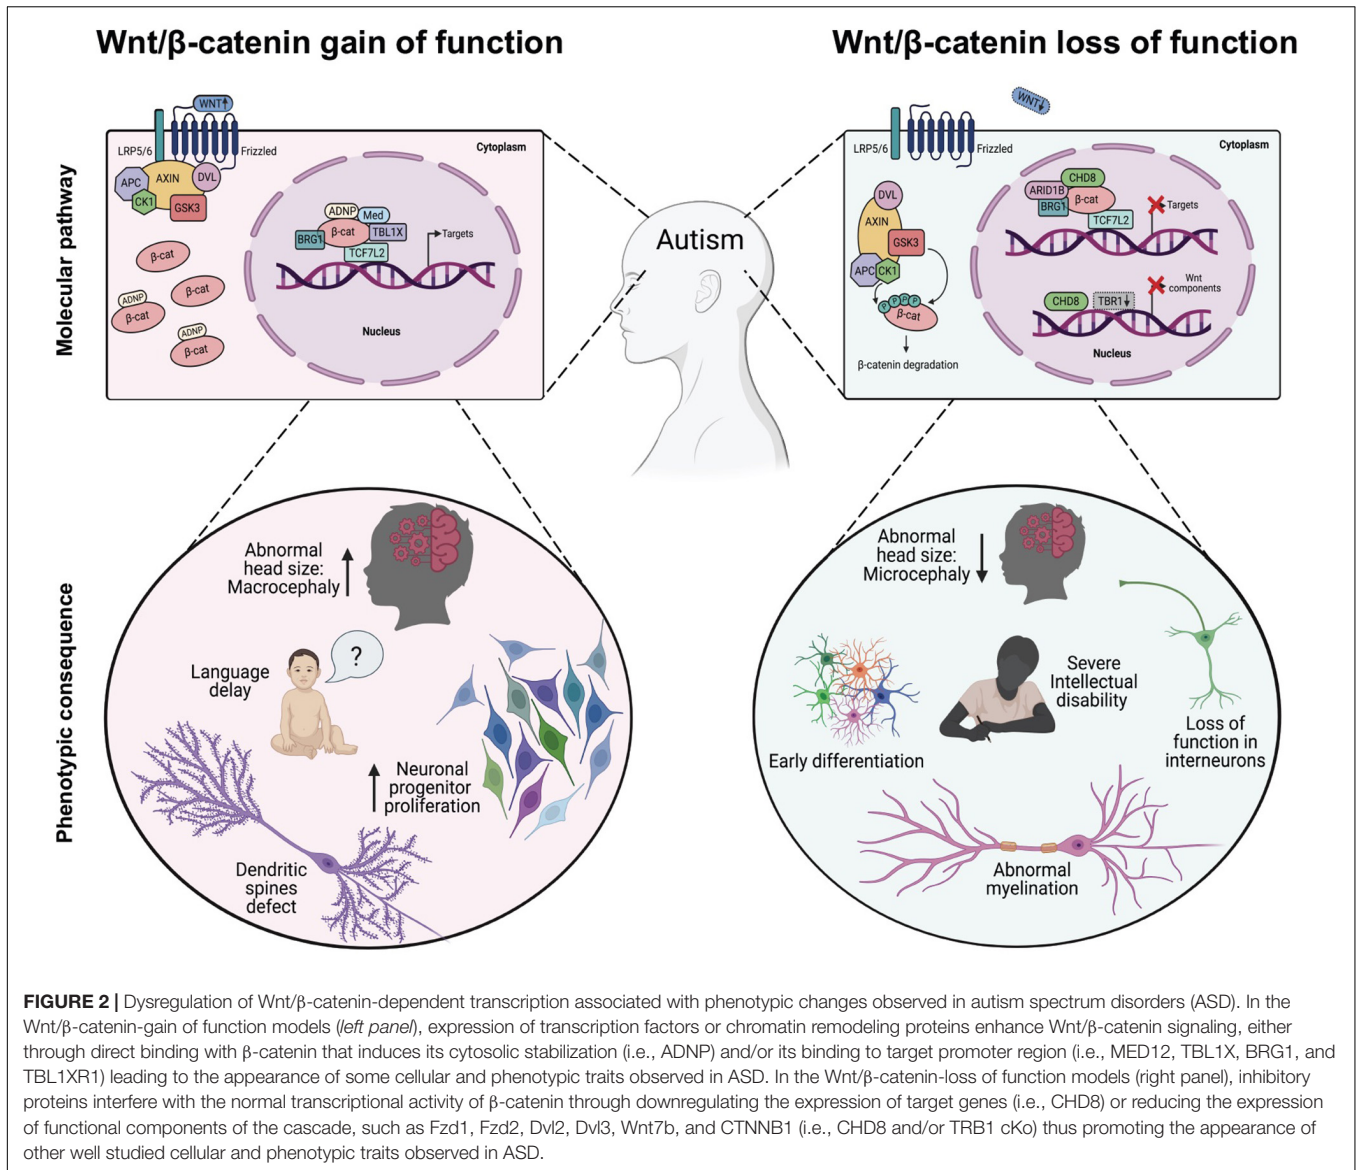 Wnt/β-catenin gain of function
Wnt/β-catenin loss of function
Molecular pathway
WNT
LRP5/6
Frizzled
Cytoplasm
APC
AXIN
DVL
CK1
GSK3
β-cat
β-cat
ADNP
β-cat
ADNP
β-cat
ADNP
Med
BRG1
β-cat
TBL1X
TCF7L2
Targets
Nucleus
Autism
WNT
LRP5/6
Frizzled
Cytoplasm
DVL
AXIN
GSK3
APC
CK1
P P P P
β-cat
β-catenin degradation
CHD8
ARID1B
BRG1
β-cat
TCF7L2
Targets
Wnt
components
CHD8
TBR1
Nucleus
Phenotypic consequence
Abnormal
head size:
Macrocephaly
Language
delay
?
Neuronal
progenitor
proliferation
Dendritic
spines
defect
Abnormal
head size:
Microcephaly
Early differentiation
Severe
Intellectual
disability
Loss of
function in
interneurons
Abnormal
myelination
FIGURE 2 | Dysregulation of Wnt/β-catenin-dependent transcription associated with phenotypic changes observed in autism spectrum disorders (ASD). In the
Wnt/β-catenin-gain of function models (left panel), expression of transcription factors or chromatin remodeling proteins enhance Wnt/β-catenin signaling, either
through direct binding with β-catenin that induces its cytosolic stabilization (i.e., ADNP) and/or its binding to target promoter region (i.e., MED12, TBL1X, BRG1, and
TBL1XR1) leading to the appearance of some cellular and phenotypic traits observed in ASD. In the Wnt/β-catenin-loss of function models (right panel), inhibitory
proteins interfere with the normal transcriptional activity of β-catenin through downregulating the expression of target genes (i.e., CHD8) or reducing the expression
of functional components of the cascade, such as Fzd1, Fzd2, Dvl2, Dvl3, Wnt7b, and CTNNB1 (i.e., CHD8 and/or TRB1 cKo) thus promoting the appearance of
other well studied cellular and phenotypic traits observed in ASD.